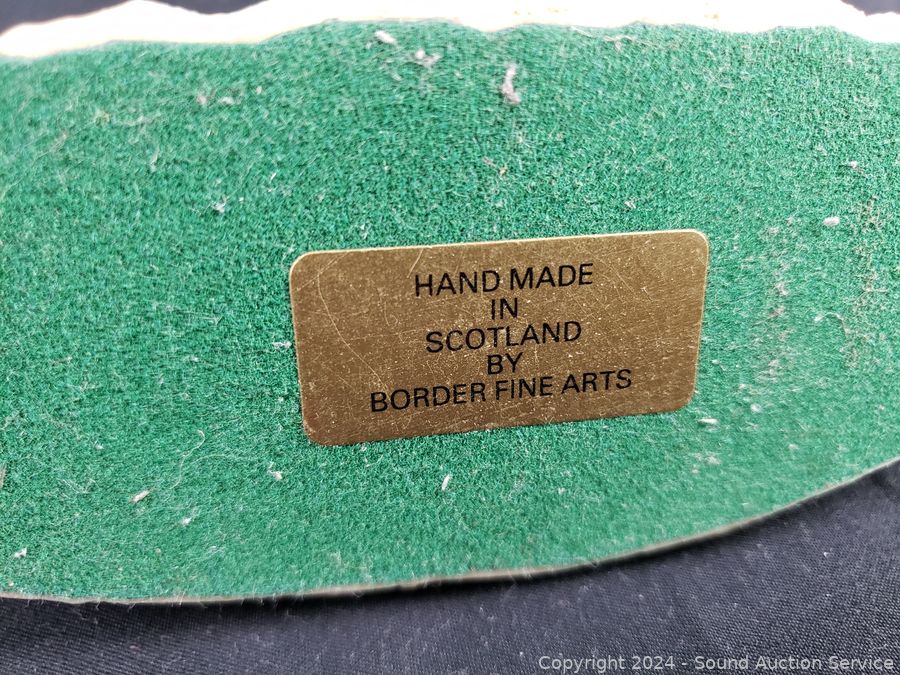 HAND MADE
IN
SCOTLAND
BY
BORDER FINE ARTS
Copyright 2024 - Sound Auction Service